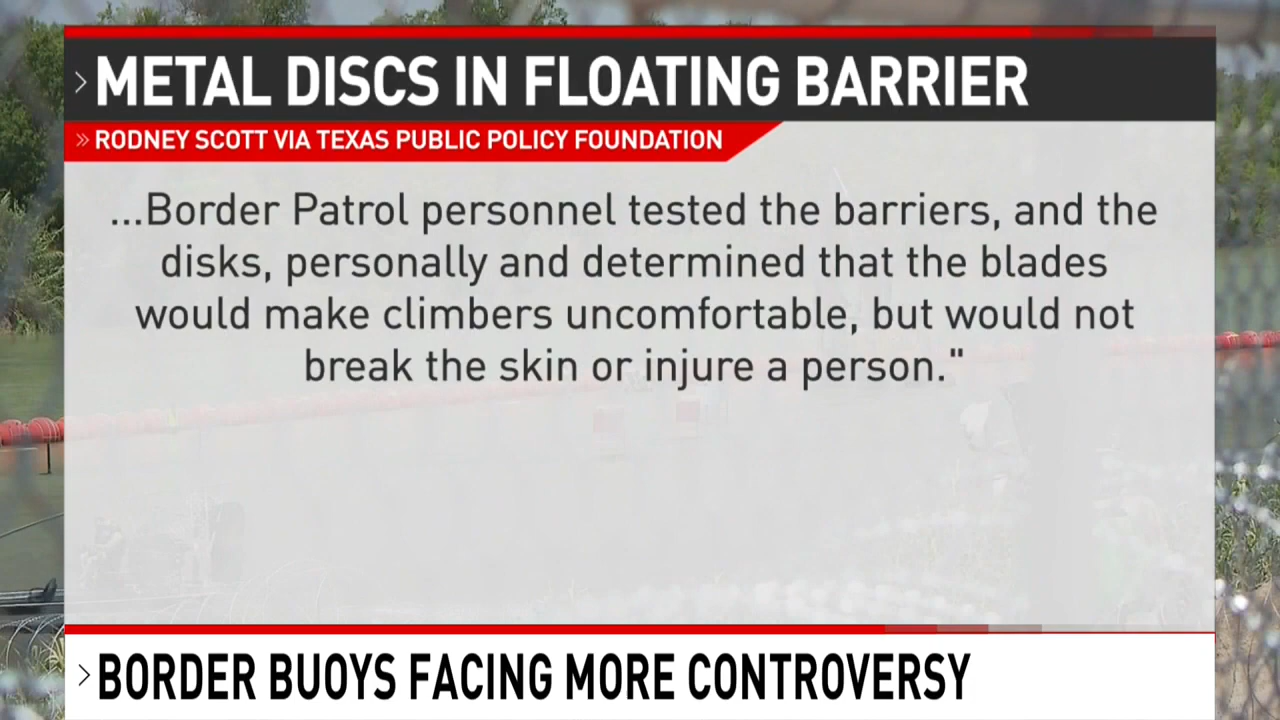 METAL DISCS IN FLOATING BARRIER
RODNEY SCOTT VIA TEXAS PUBLIC POLICY FOUNDATION
...Border Patrol personnel tested the barriers, and the
disks, personally and determined that the blades
would make climbers uncomfortable, but would not
break the skin or injure a person."
BORDER BUOYS FACING MORE CONTROVERSY